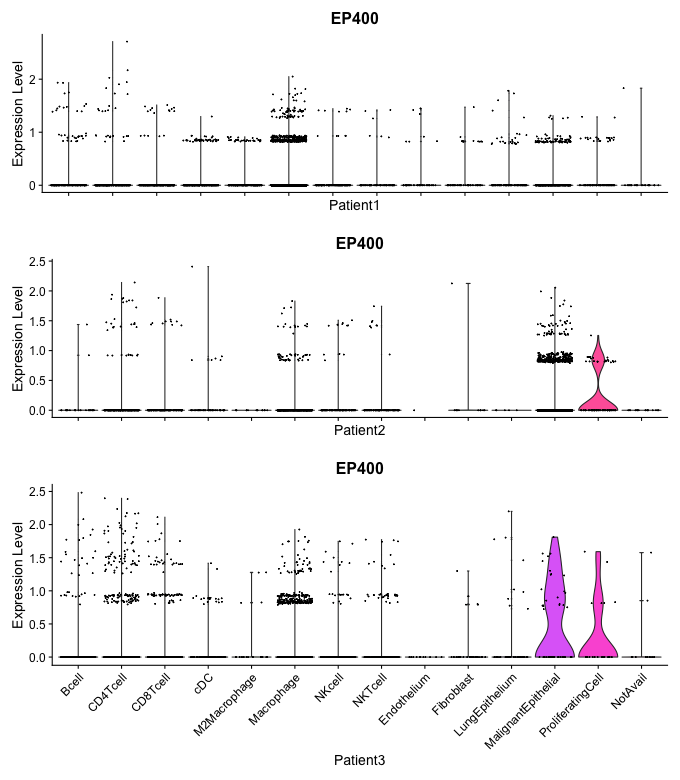 EP400
Expression Level
2
1
0
Patient1
EP400
Expression Level
2.5
2.0
1.5
1.0
0.5
0.0
Patient2
EP400
Expression Level
2.5
2.0
1.5
1.0
0.5
0.0
Bcell
CD4Tcell
CD8Tcell
cDC
M2Macrophage
Macrophage
NKcell
NKTcell
Endothelium
Fibroblast
LungEpithelium
MalignantEpithelial
ProliferatingCell
NotAvail
Patient3